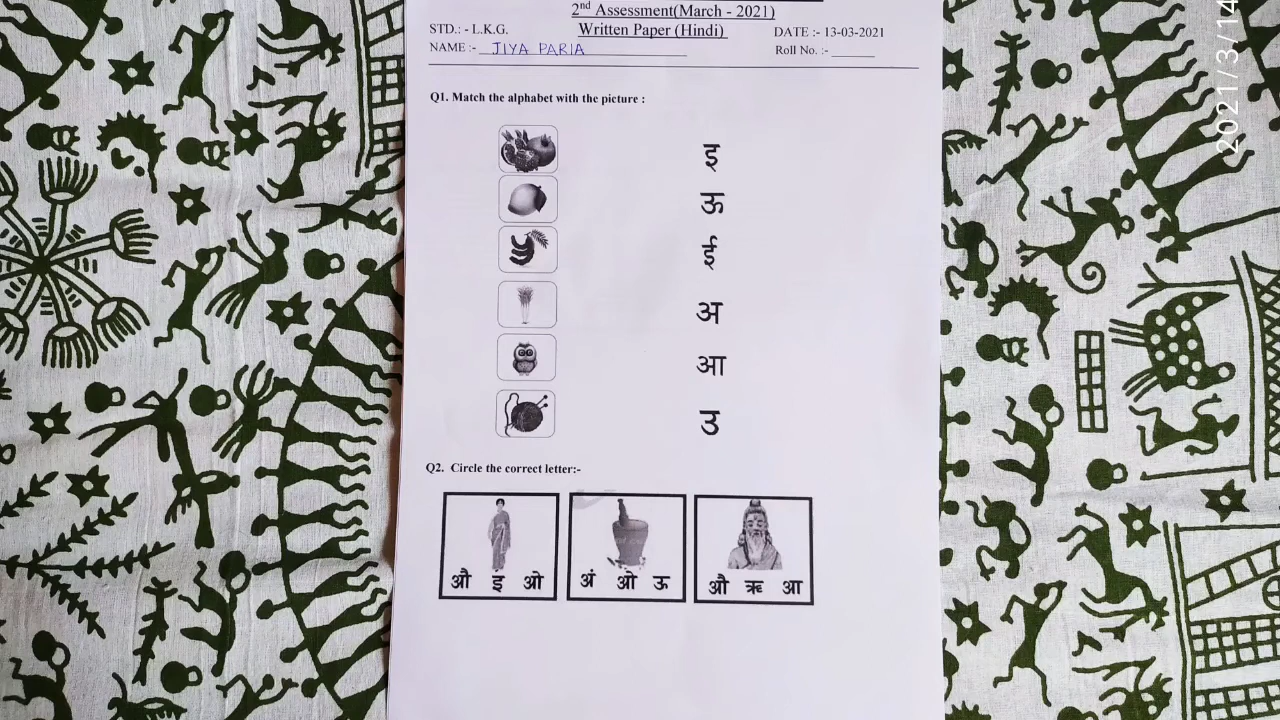 2nd Assessment(March - 2021)
STD.: - L.K.G. Written Paper (Hindi) DATE :- 13-03-2021
NAME :- JIYA PARIA Roll No. :-
Q1. Match the alphabet with the picture :
इ
ऊ
ई
अ
आ
उ
Q2. Circle the correct letter:-
औ इं ओ अं ओ ऊ औ ऋ आ
2021/3/14